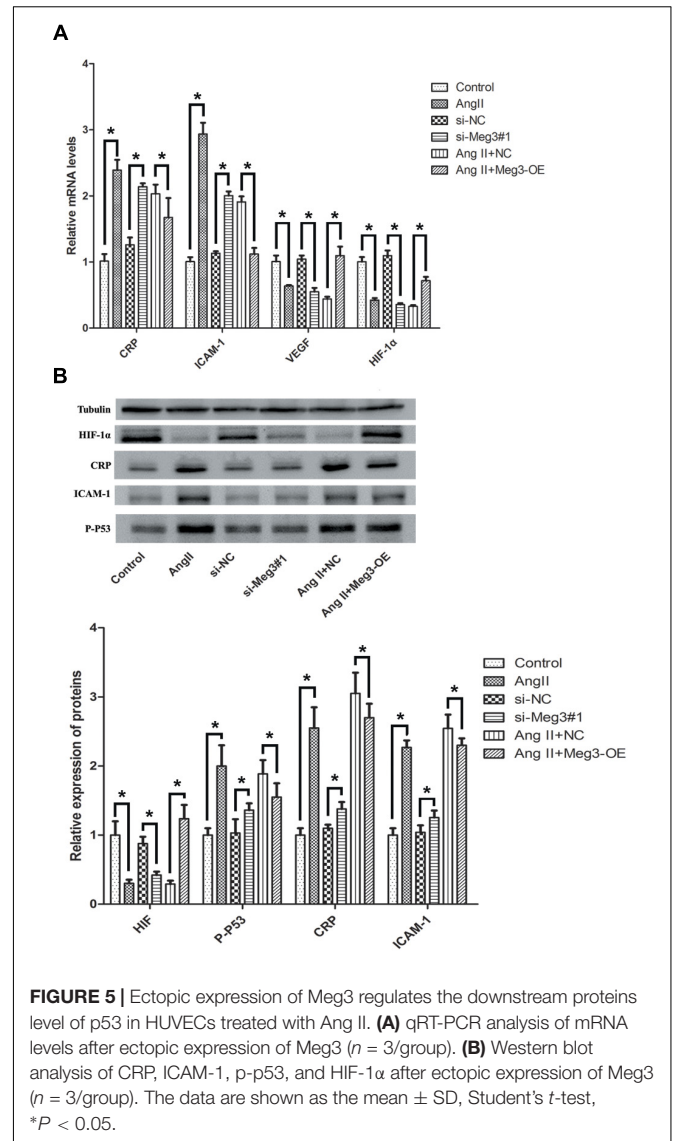 A
4
3
2
1
0
Relative mRNA levels
* * * * * * * * * * *
Control
AngII
si-NC
si-Meg3#1
Ang II+NC
Ang II+Meg3-OE
CRP
ICAM-1
VEGF
HIF-1α
B
Tubulin
HIF-1α
CRP
ICAM-1
P-P53
Control
AngII
si-NC
si-Meg3#1
Ang II+NC
Ang II+Meg3-OE
4
3
2
1
0
Relative expression of proteins
* * * * * * * * * * * *
Control
AngII
si-NC
si-Meg3#1
Ang II+NC
Ang II+Meg3-OE
HIF
P-P53
CRP
ICAM-1
FIGURE 5 | Ectopic expression of Meg3 regulates the downstream proteins
level of p53 in HUVECs treated with Ang II. (A) qRT-PCR analysis of mRNA
levels after ectopic expression of Meg3 (n = 3/group). (B) Western blot
analysis of CRP, ICAM-1, p-p53, and HIF-1α after ectopic expression of Meg3
(n = 3/group). The data are shown as the mean ± SD, Student's t-test,
*P < 0.05.